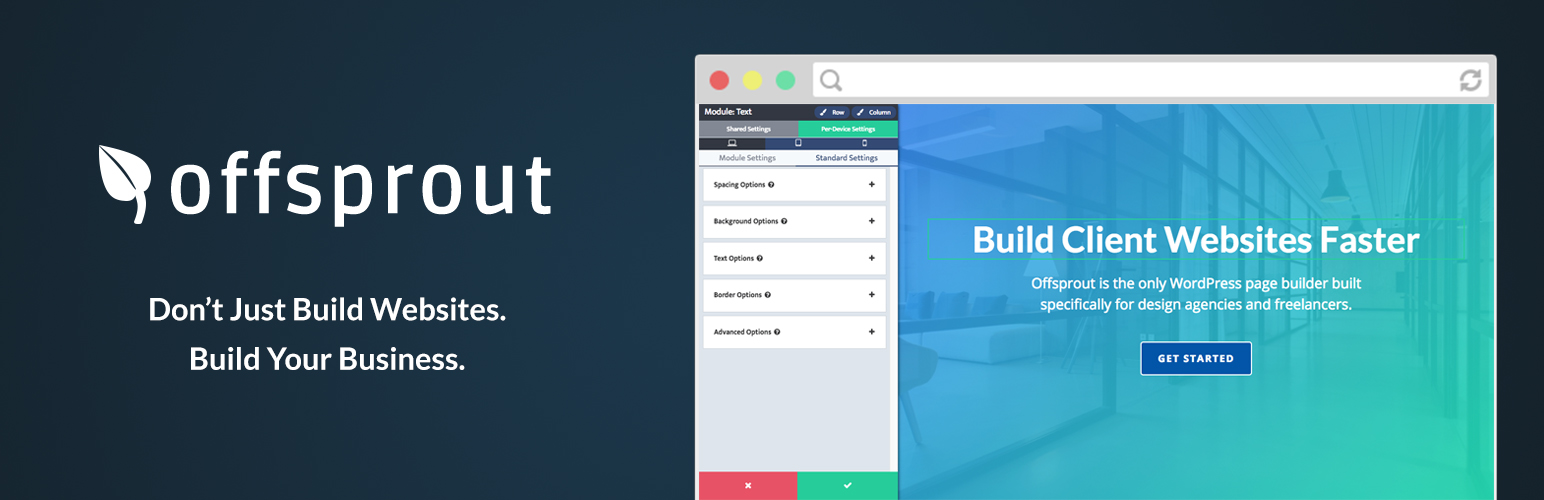 offsprout
Don't Just Build Websites.
Build Your Business.
Module: Text
Row
Column
Shared Settings
Per-Device Settings
Module Settings
Standard Settings
Spacing Options
Background Options
Text Options
Border Options
Advanced Options
Build Client Websites Faster
Offsprout is the only WordPress page builder built
specifically for design agencies and freelancers.
GET STARTED